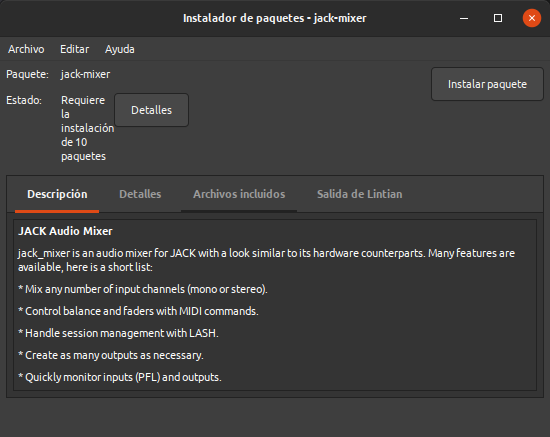 Instalador de paquetes - jack-mixer
Archivo Editar Ayuda
Paquete: jack-mixer
Instalar paquete
Estado: Requiere
la
instalación
de 10
paquetes
Detalles
Descripción Detalles Archivos incluidos Salida de Lintian
JACK Audio Mixer
jack_mixer is an audio mixer for JACK with a look similar to its hardware counterparts. Many features are
available, here is a short list:
* Mix any number of input channels (mono or stereo).
* Control balance and faders with MIDI commands.
* Handle session management with LASH.
* Create as many outputs as necessary.
* Quickly monitor inputs (PFL) and outputs.